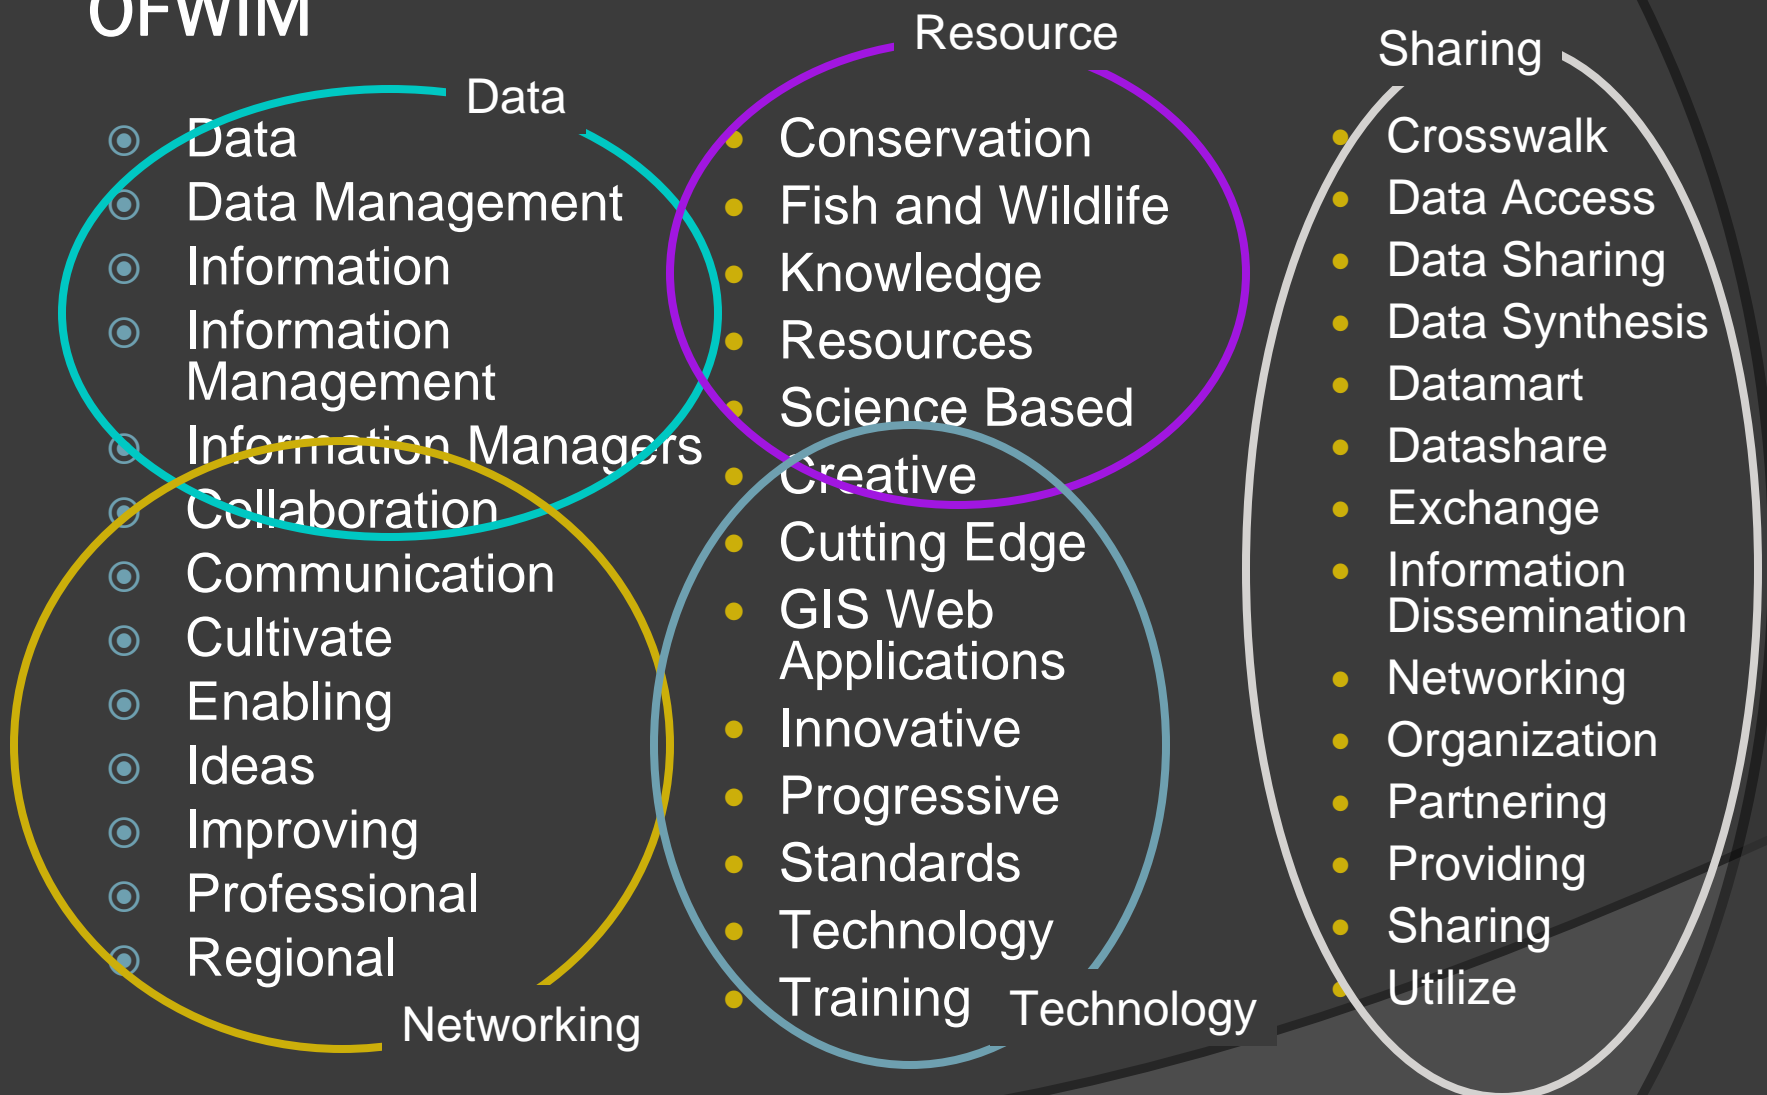 OFWIM
Data
Data
Data Management
Information
Information
Management
Information Managers
Collaboration
Communication
Cultivate
Enabling
Ideas
Improving
Professional
Regional
Networking
Resource
Conservation
Fish and Wildlife
Knowledge
Resources
Science Based
Creative
Cutting Edge
GIS Web
Applications
Innovative
Progressive
Standards
Technology
Training
Technology
Sharing
Crosswalk
Data Access
Data Sharing
Data Synthesis
Datamart
Datashare
Exchange
Information
Dissemination
Networking
Organization
Partnering
Providing
Sharing
Utilize